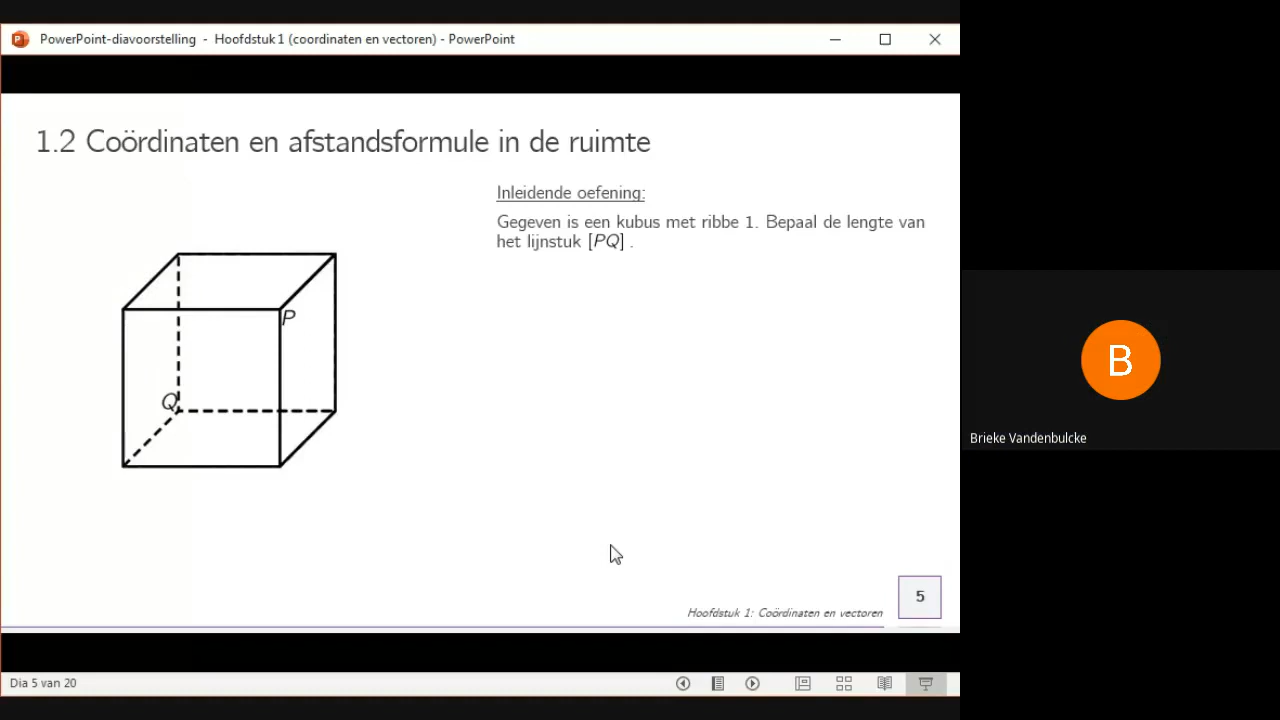 PowerPoint-diavoorstelling - Hoofdstuk 1 (coordinaten en vectoren) - PowerPoint
1.2 Coördinaten en afstandsformule in de ruimte
Inleidende oefening:
Gegeven is een kubus met ribbe 1. Bepaal de lengte van
het lijnstuk [PQ] .
P
Q
B
Brieke Vandenbulcke
5
Hoofdstuk 1: Coördinaten en vectoren
Dia 5 van 20